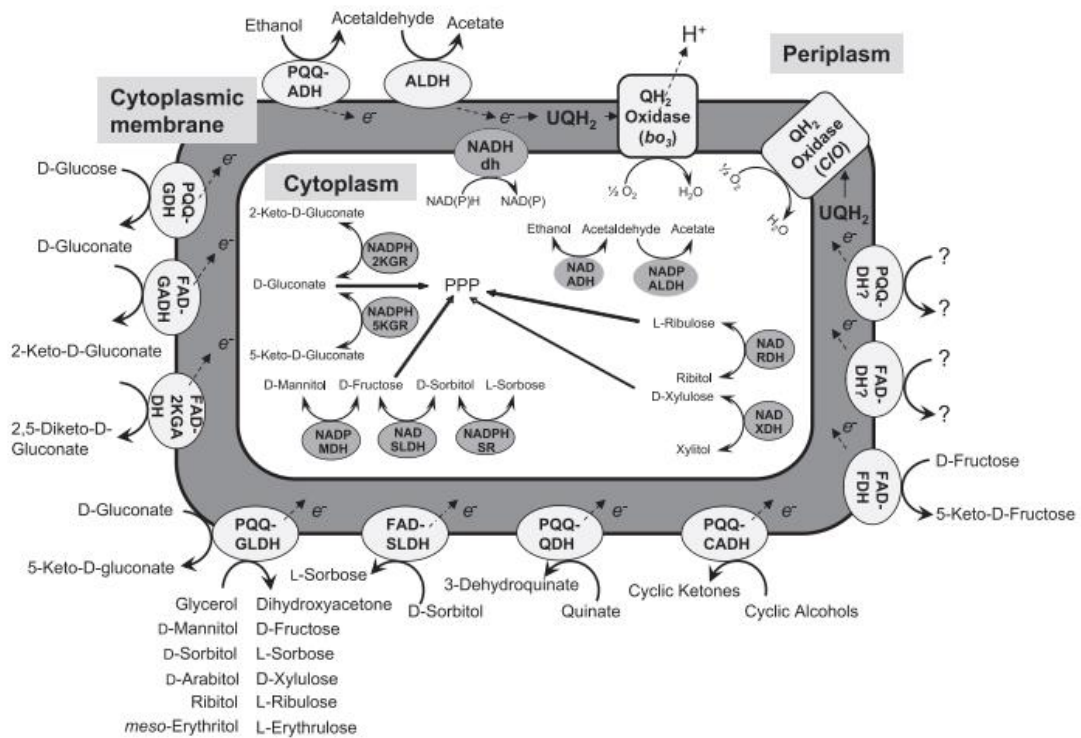 Ethanol
Acetaldehyde
Acetate
PQQ-
ADH
ALDH
H+
Periplasm
Cytoplasmic
membrane
e-
e-
UQH2
QH2
Oxidase
(bo3)
QH2
Oxidase
(CIO)
NADH
dh
NAD(P)H
NAD(P)
½ O2
H2O
½ O2
H2O
UQH2
Cytoplasm
D-Glucose
PQQ-
GDH
e-
D-Gluconate
FAD-
GADH
e-
2-Keto-D-Gluconate
FAD-
2KGA
DH
e-
2,5-Diketo-D-
Gluconate
2-Keto-D-Gluconate
NADPH
2KGR
D-Gluconate
NADPH
5KGR
5-Keto-D-Gluconate
PPP
Ethanol
Acetaldehyde
Acetate
NAD
ADH
NADP
ALDH
L-Ribulose
NAD
RDH
Ribitol
D-Xylulose
NAD
XDH
Xylitol
D-Mannitol
D-Fructose
D-Sorbitol
L-Sorbose
NADP
MDH
NAD
SLDH
NADPH
SR
e-
PQQ-
DH?
?
?
e-
FAD-
DH?
?
?
e-
FAD-
FDH
D-Fructose
5-Keto-D-Fructose
D-Gluconate
5-Keto-D-gluconate
PQQ-
GLDH
e-
FAD-
SLDH
e-
PQQ-
QDH
e-
PQQ-
CADH
e-
L-Sorbose
D-Sorbitol
3-Dehydroquinate
Quinate
Cyclic Ketones
Cyclic Alcohols
Glycerol Dihydroxyacetone
D-Mannitol D-Fructose
D-Sorbitol L-Sorbose
D-Arabitol D-Xylulose
Ribitol L-Ribulose
meso-Erythritol L-Erythrulose